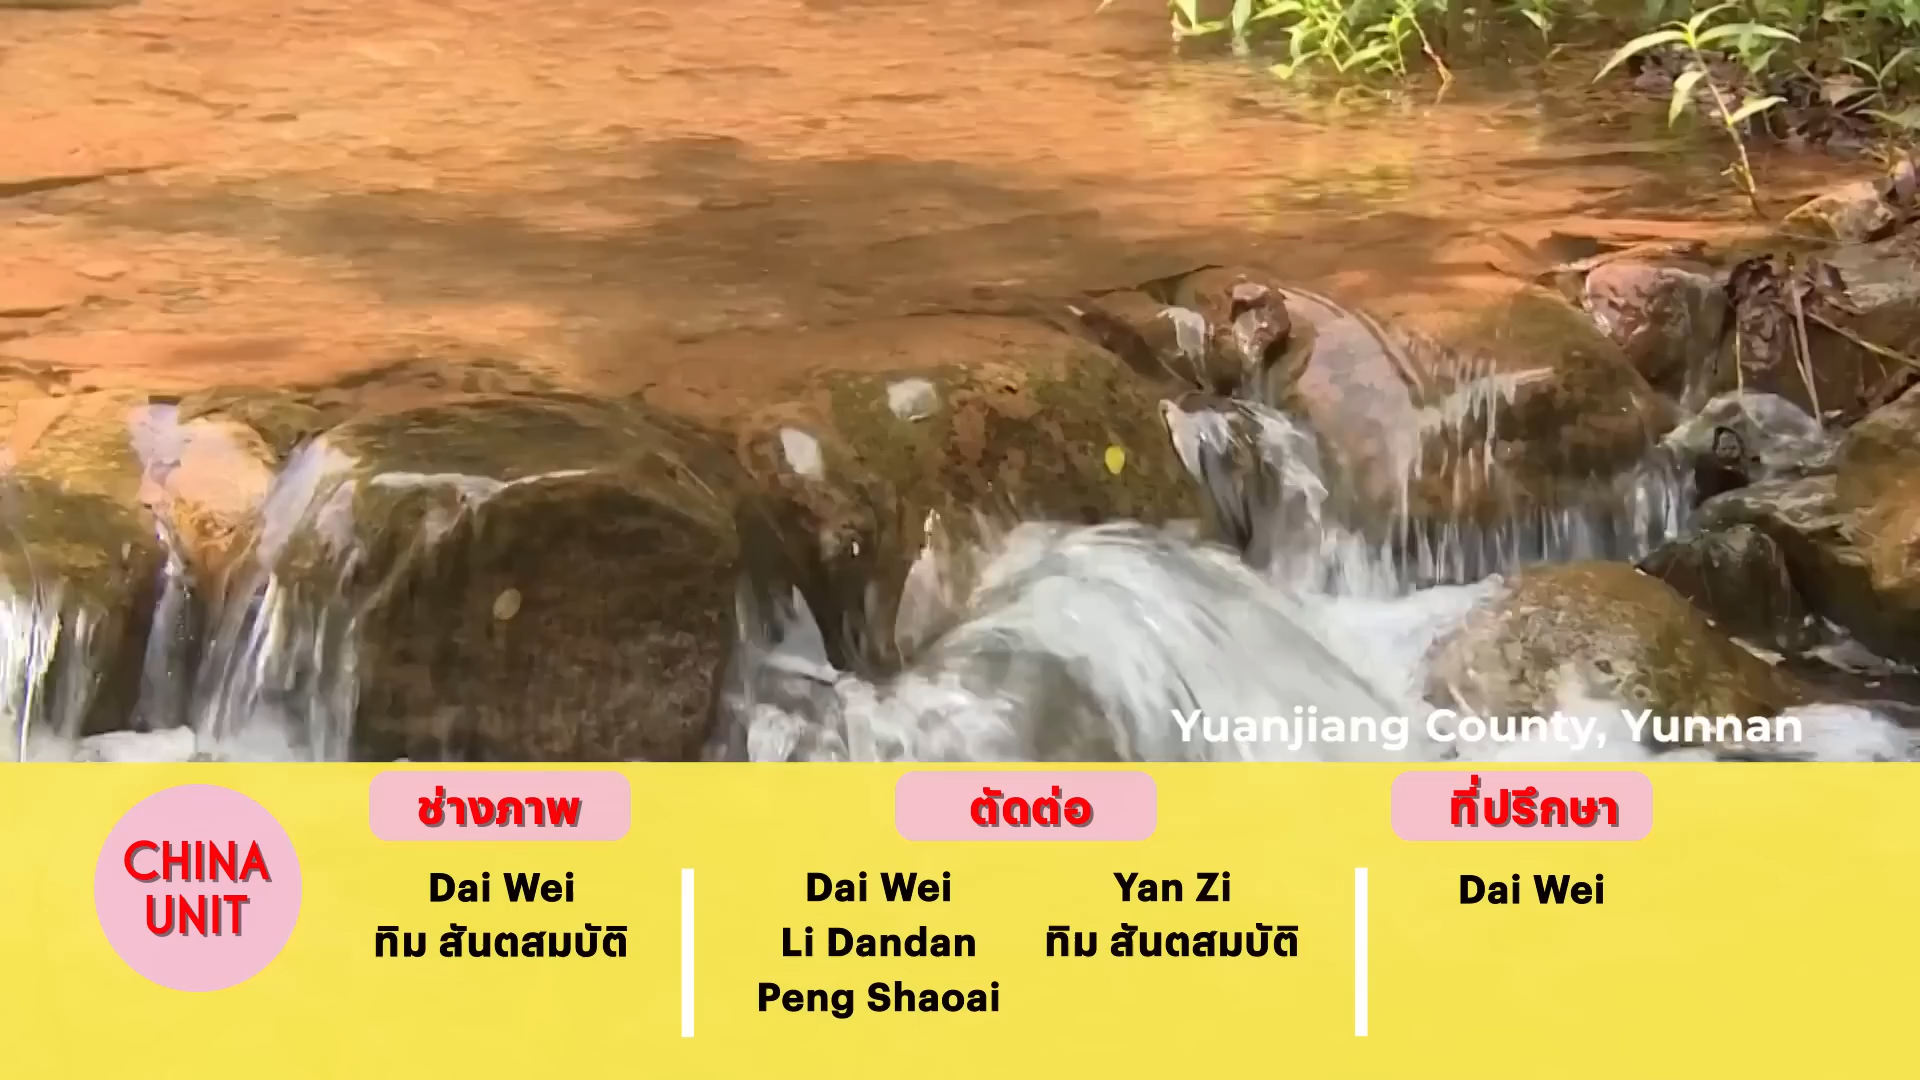 Yuanjiang County, Yunnan
CHINA
UNIT
ช่างภาพ
Dai Wei
ทิม สันตสมบัติ
ตัดต่อ
Dai Wei
Li Dandan
Peng Shaoai
Yan Zi
ทิม สันตสมบัติ
ที่ปรึกษา
Dai Wei